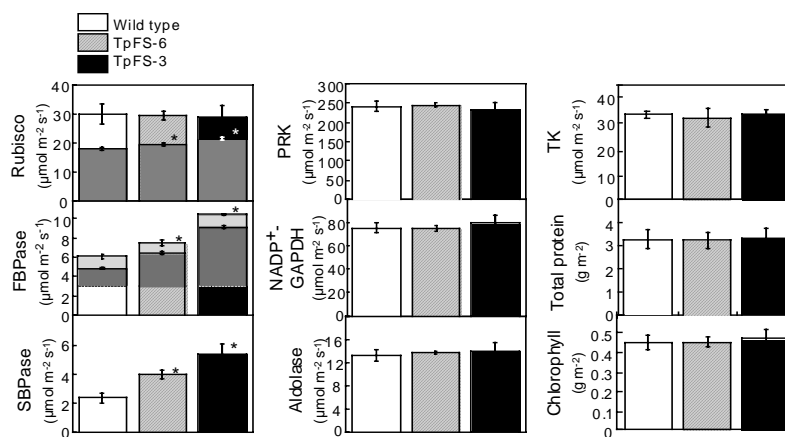 Wild type
TpFS-6
TpFS-3
Rubisco
(μmol m⁻² s⁻¹)
40
30
20
10
0
*
*
PRK
(μmol m⁻² s⁻¹)
300
250
200
150
100
50
0
TK
(μmol m⁻² s⁻¹)
40
30
20
10
0
FBPase
(μmol m⁻² s⁻¹)
10
8
6
4
2
0
*
*
NADP⁺-
GAPDH
(μmol m⁻² s⁻¹)
80
60
40
20
0
Total protein
(g m⁻²)
4
3
2
1
0
SBPase
(μmol m⁻² s⁻¹)
6
4
2
0
*
*
Aldolase
(μmol m⁻² s⁻¹)
16
12
8
4
0
Chlorophyll
(g m⁻²)
0.5
0.4
0.3
0.2
0.1
0